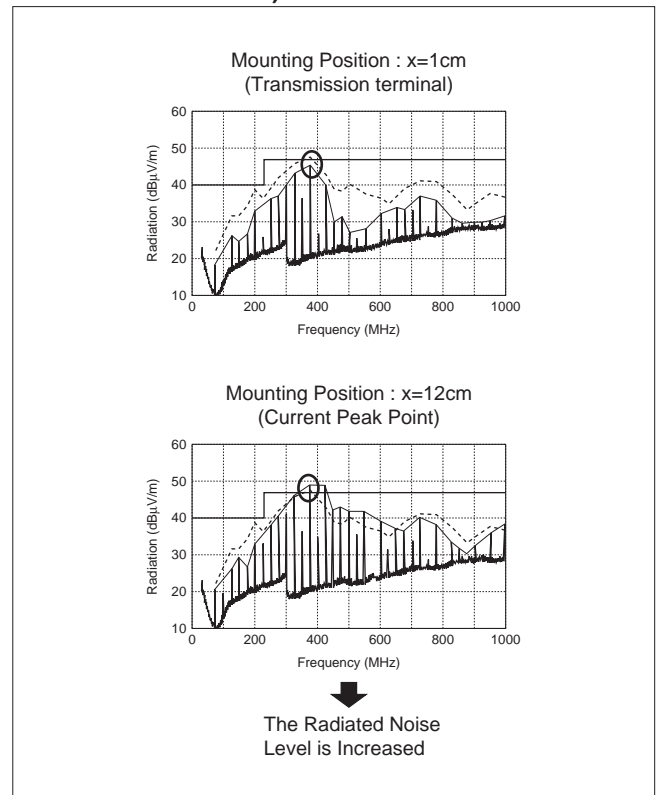 Mounting Position : x=1cm
(Transmission terminal)
60
50
40
30
20
10
Radiation (dBμV/m)
0 200 400 600 800 1000
Frequency (MHz)
Mounting Position : x=12cm
(Current Peak Point)
60
50
40
30
20
10
Radiation (dBμV/m)
0 200 400 600 800 1000
Frequency (MHz)
The Radiated Noise
Level is Increased